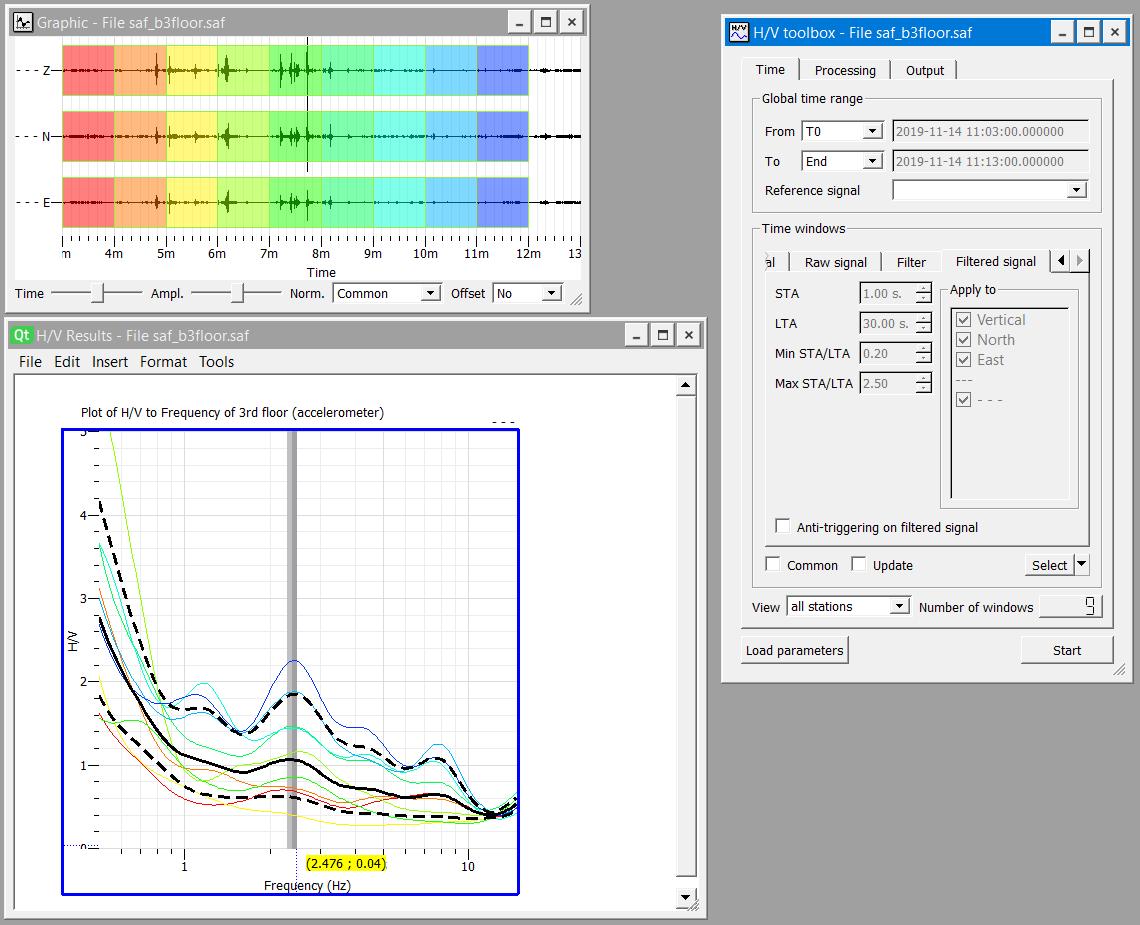 Graphic - File saf_b3floor.saf
- - - Z
- - - N
- - - E
m 4m 5m 6m 7m 8m 9m 10m 11m 12m 13
Time
Time Ampl. Norm. Common Offset No
Qt H/V Results - File saf_b3floor.saf
File Edit Insert Format Tools
Plot of H/V to Frequency of 3rd floor (accelerometer)
- - -
5
4
3
2
1
0
H/V
1 10
(2.476 ; 0.04)
Frequency (Hz)
H/V H/V toolbox - File saf_b3floor.saf
Time Processing Output
Global time range
From T0 2019-11-14 11:03:00.000000
To End 2019-11-14 11:13:00.000000
Reference signal
Time windows
al Raw signal Filter Filtered signal
STA 1.00 s.
LTA 30.00 s.
Min STA/LTA 0.20
Max STA/LTA 2.50
Apply to
Vertical
North
East
---
- - -
Anti-triggering on filtered signal
Common Update Select
View all stations Number of windows 9
Load parameters Start